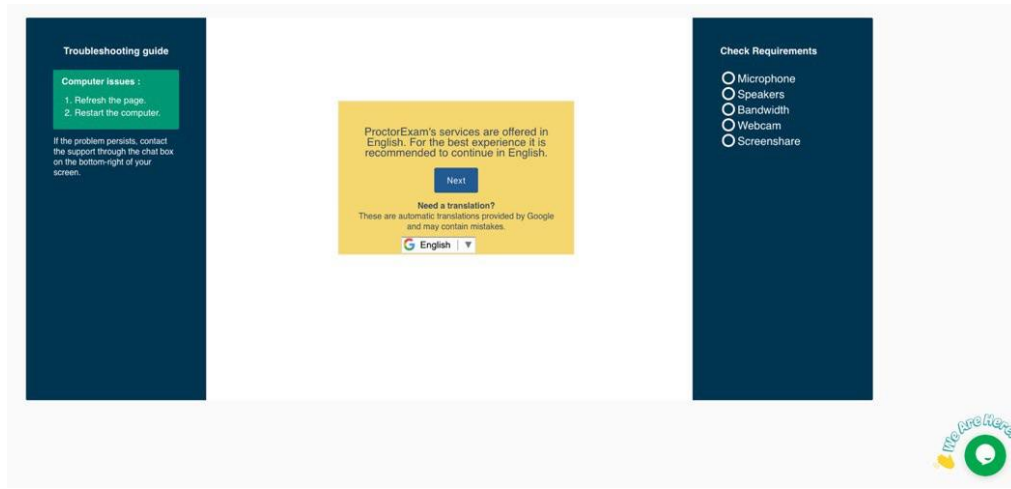 Troubleshooting guide
Computer issues :
1. Refresh the page.
2. Restart the computer.
If the problem persists, contact
the support through the chat box
on the bottom-right of your
screen.
ProctorExam's services are offered in
English. For the best experience it is
recommended to continue in English.
Next
Need a translation?
These are automatic translations provided by Google
and may contain mistakes.
G English ▼
Check Requirements
Microphone
Speakers
Bandwidth
Webcam
Screenshare
We Are Here!